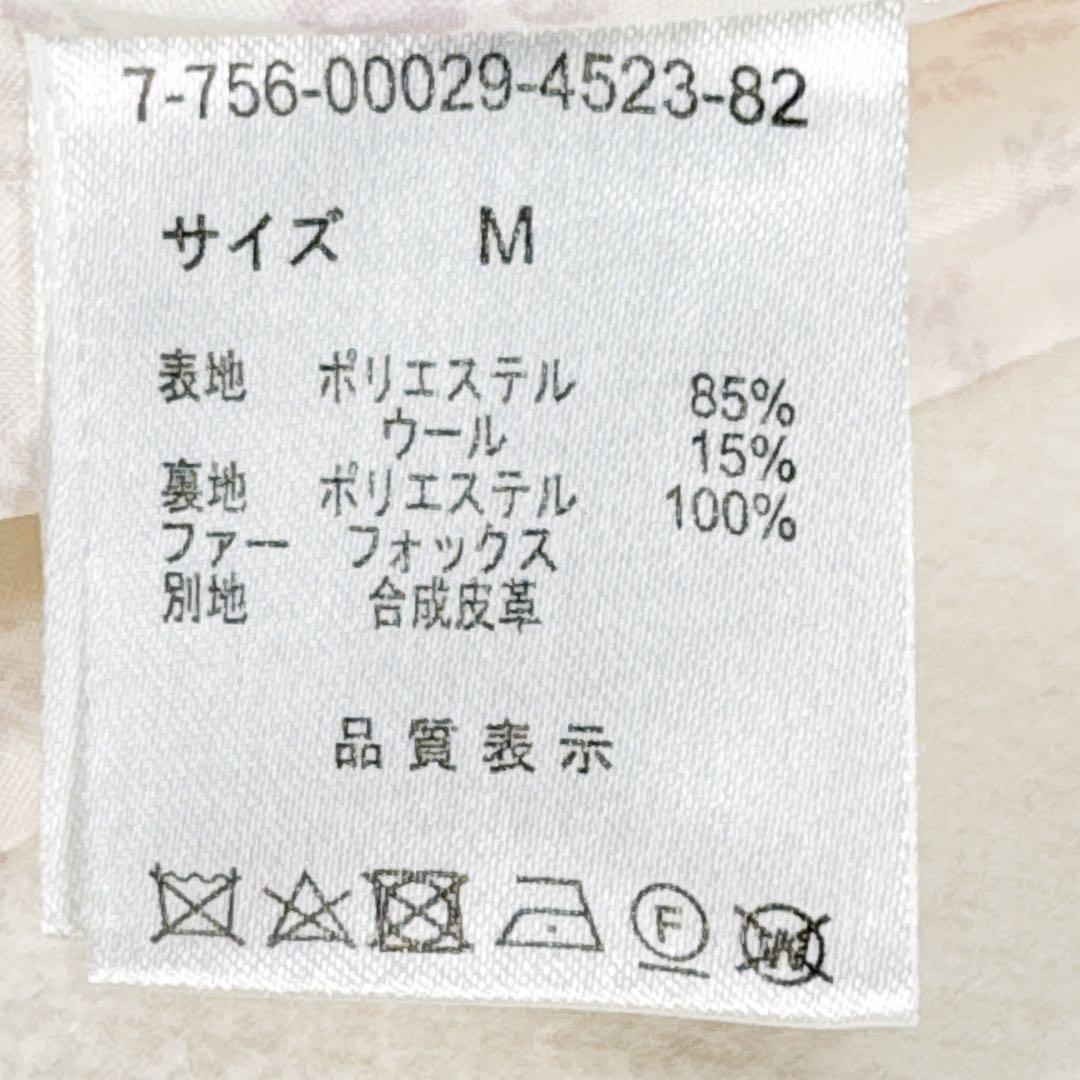 7-756-00029-4523-82
サイズ M
表地 ポリエステル 85%
ウール 15%
裏地 ポリエステル 100%
ファー フォックス
別地 合成皮革
品質表示
F W